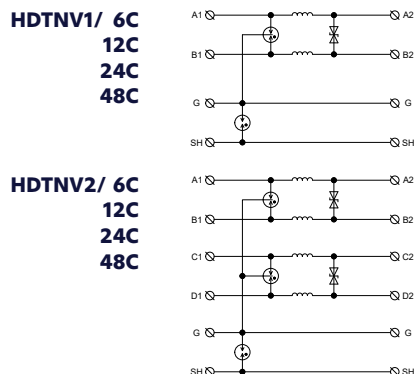 HDTNV1/ 6C
12C
24C
48C
A1 A2
B1 B2
G G
SH SH
HDTNV2/ 6C
12C
24C
48C
A1 A2
B1 B2
C1 C2
D1 D2
G G
SH SH